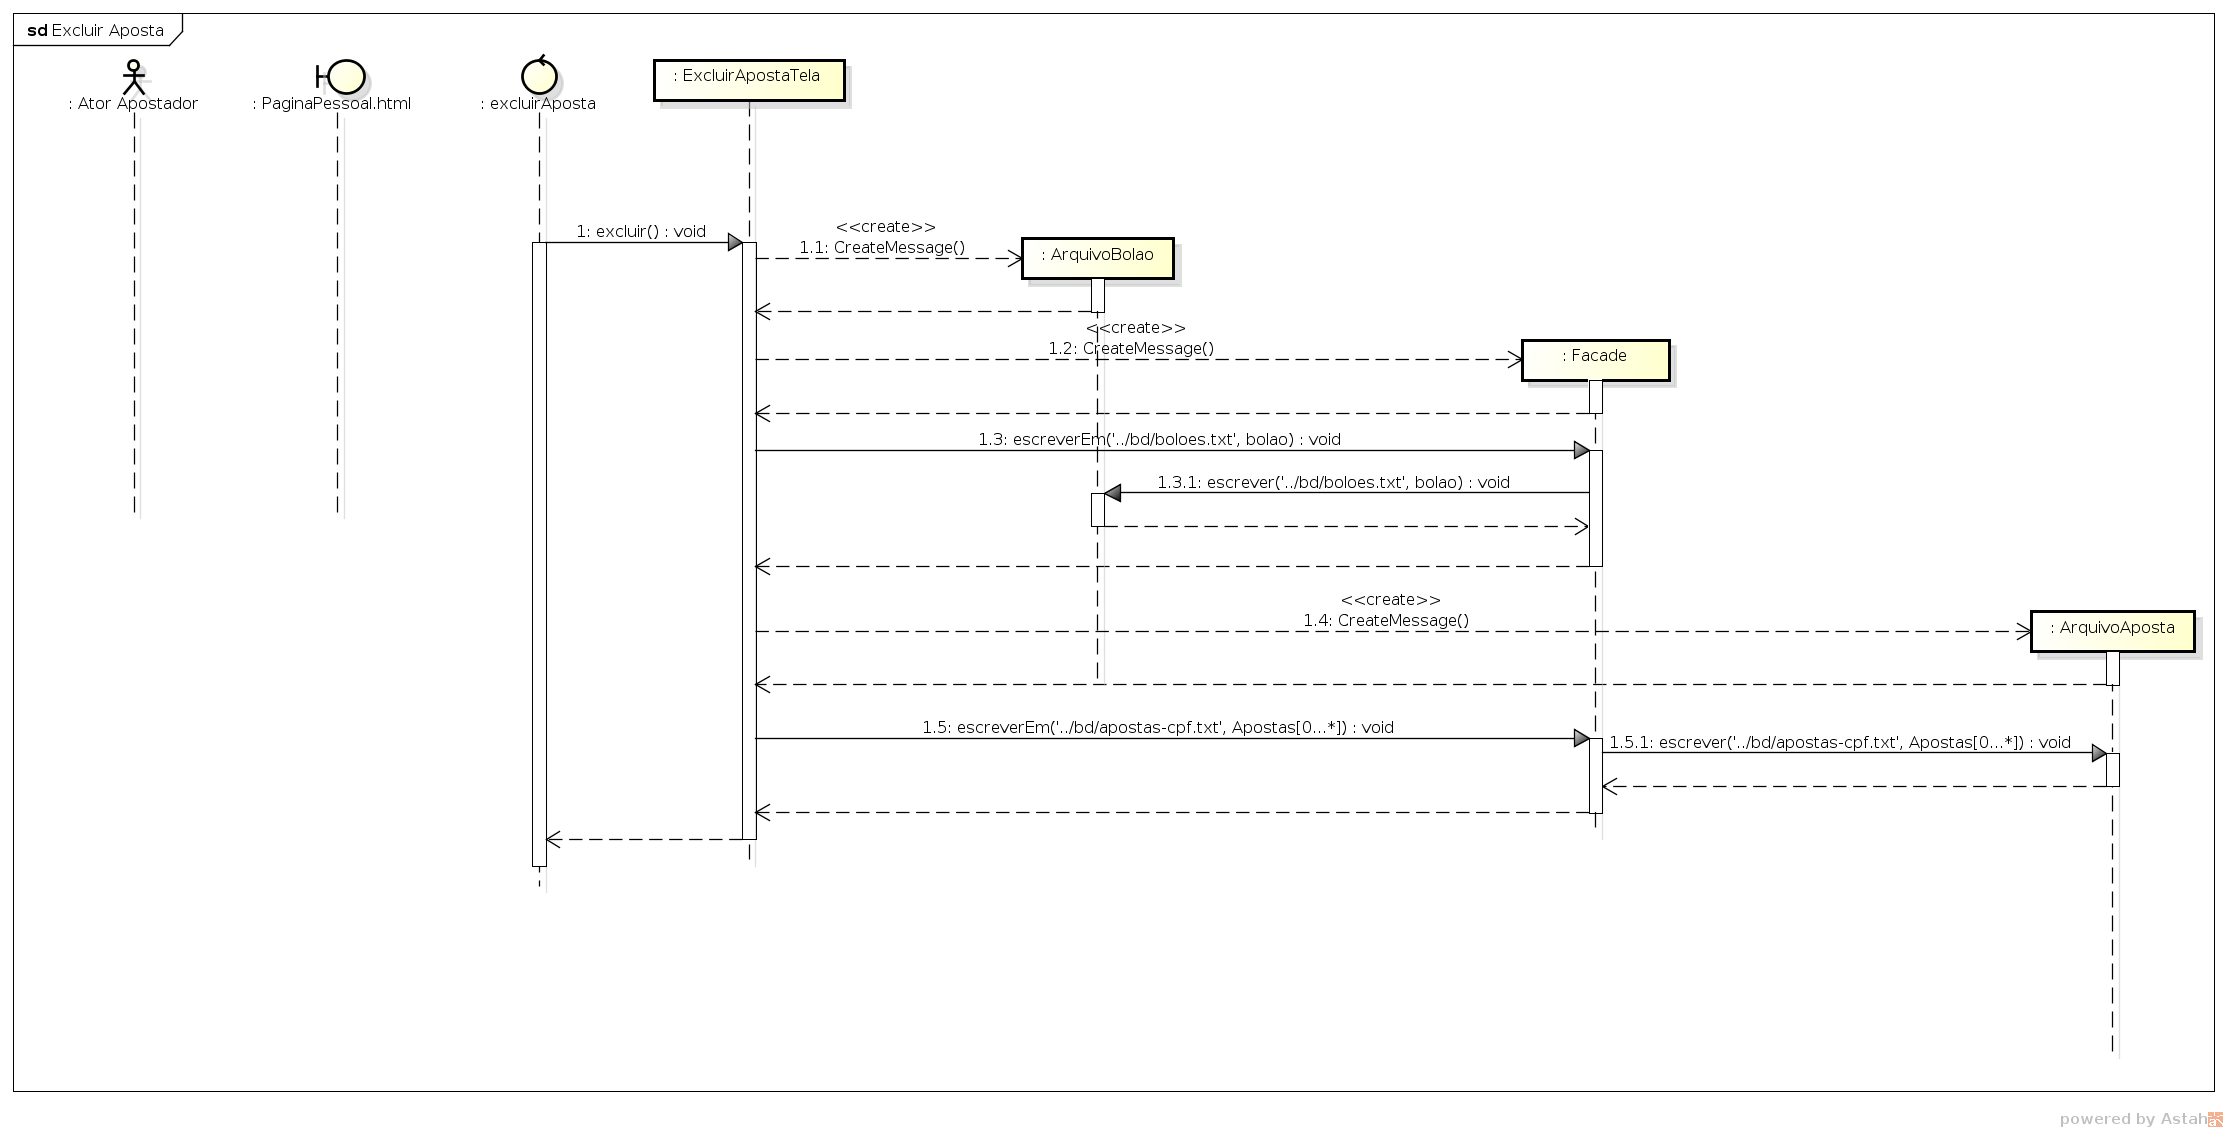 sd Excluir Aposta
: Ator Apostador
: PaginaPessoal.html
: excluirAposta
: ExcluirApostaTela
1: excluir() : void
<<create>>
1.1: CreateMessage()
: ArquivoBolao
<<create>>
1.2: CreateMessage()
: Facade
1.3: escreverEm('../bd/boloes.txt', bolao) : void
1.3.1: escrever('../bd/boloes.txt', bolao) : void
<<create>>
1.4: CreateMessage()
: ArquivoAposta
1.5: escreverEm('../bd/apostas-cpf.txt', Apostas[0...*]) : void
1.5.1: escrever('../bd/apostas-cpf.txt', Apostas[0...*]) : void
powered by Astah